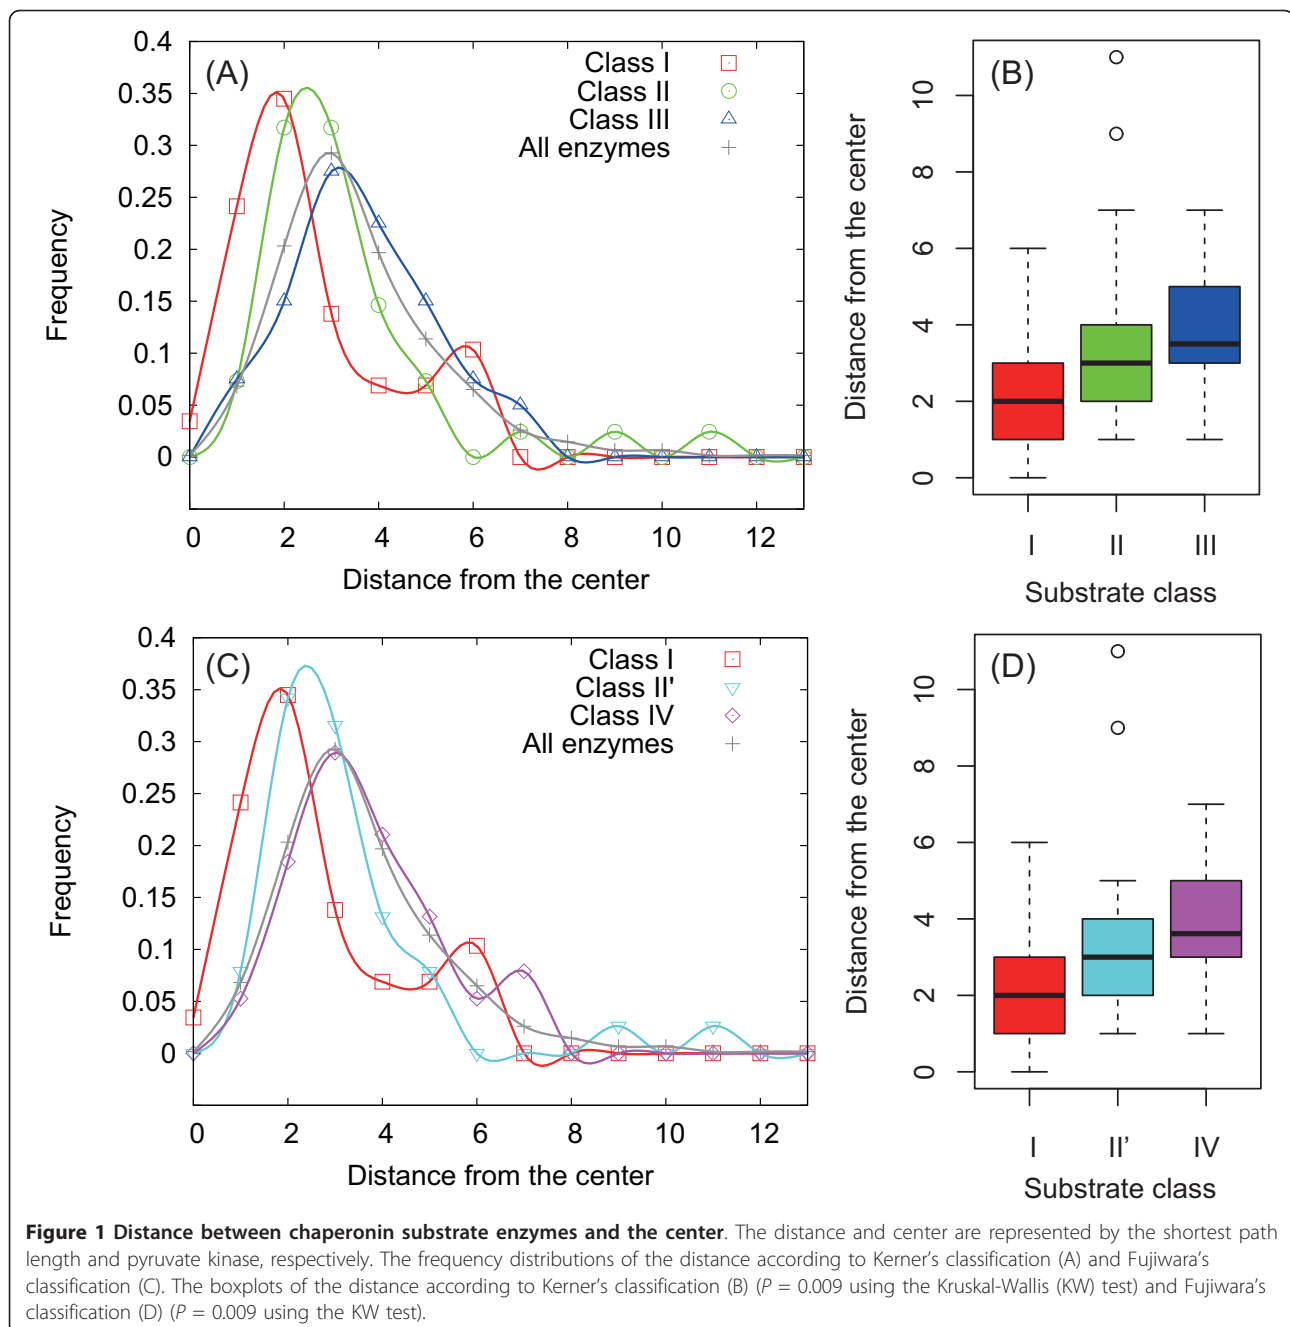 (A)
Class I
Class II
Class III
All enzymes
0.4
0.35
0.3
0.25
0.2
0.15
0.1
0.05
0
Frequency
0 2 4 6 8 10 12
Distance from the center
(B)
10
8
6
4
2
0
Distance from the center
I II III
Substrate class
(C)
Class I
Class II'
Class IV
All enzymes
0.4
0.35
0.3
0.25
0.2
0.15
0.1
0.05
0
Frequency
0 2 4 6 8 10 12
Distance from the center
(D)
10
8
6
4
2
0
Distance from the center
I II' IV
Substrate class
Figure 1 Distance between chaperonin substrate enzymes and the center. The distance and center are represented by the shortest path
length and pyruvate kinase, respectively. The frequency distributions of the distance according to Kerner's classification (A) and Fujiwara's
classification (C). The boxplots of the distance according to Kerner's classification (B) (P = 0.009 using the Kruskal-Wallis (KW) test) and Fujiwara's
classification (D) (P = 0.009 using the KW test).